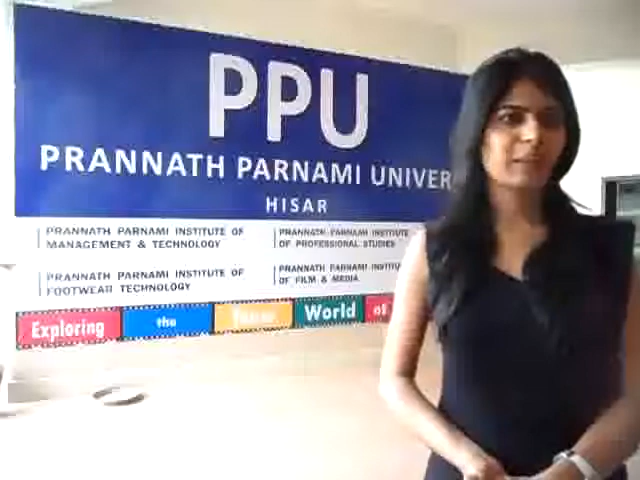 PPU
PRANNATH PARNAMI UNIVER
HISAR
PRANNATH PARNAMI INSTITUTE OF
MANAGEMENT & TECHNOLOGY
PRANNATH PARNAMI INSTITUTE
OF PROFESSIONAL STUDIES
PRANNATH PARNAMI INSTITUTE OF
FOOTWEAR TECHNOLOGY
PRANNATH PARNAMI INSTITU
OF FILM & MEDIA
Exploring the World of